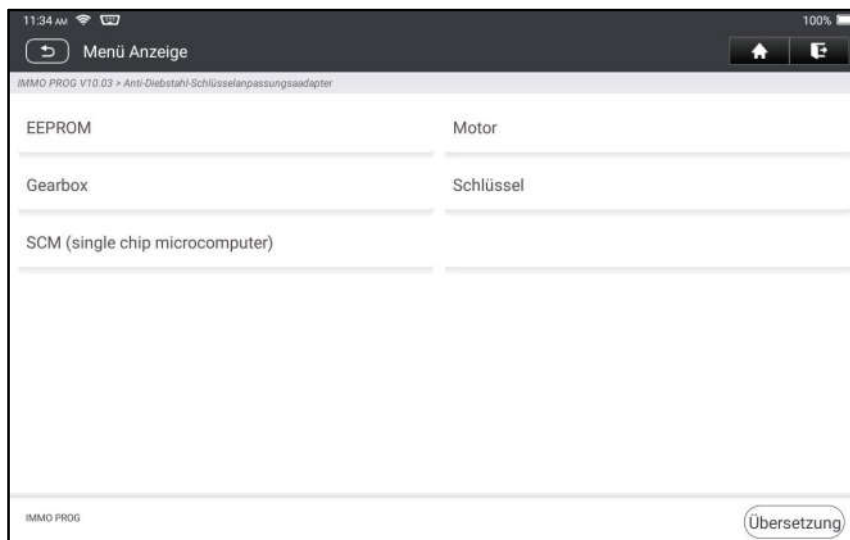 11:34 AM
100%
Menü Anzeige
IMMO PROG V10.03 > Anti-Diebstahl-Schlüsselanpassungsaadapter
EEPROM
Motor
Gearbox
Schlüssel
SCM (single chip microcomputer)
IMMO PROG
Übersetzung